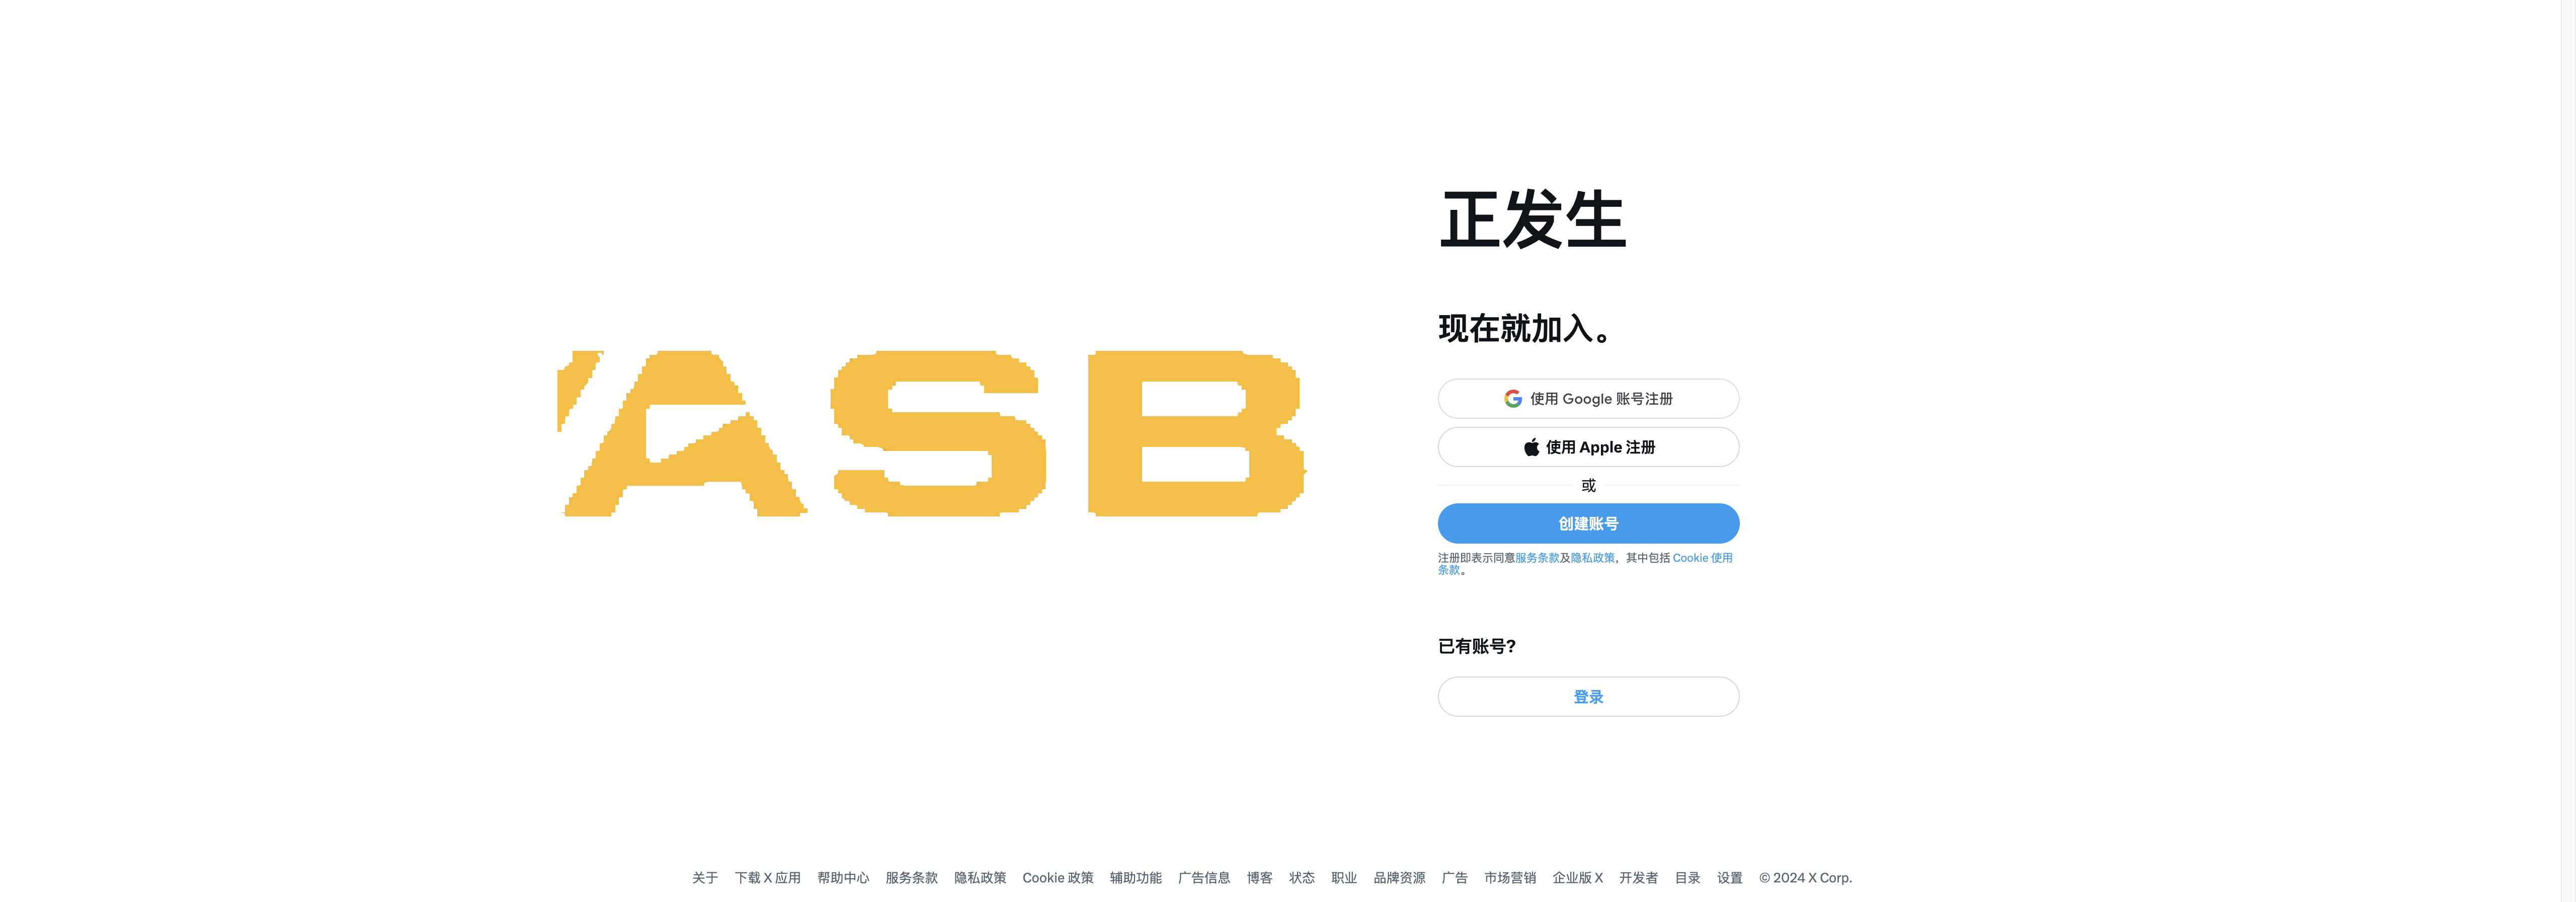 ASB
正发生
现在就加入。
使用 Google 账号注册
使用 Apple 注册
或
创建账号
注册即表示同意服务条款及隐私政策，其中包括 Cookie 使用
条款。
已有账号?
登录
关于 下载 X 应用 帮助中心 服务条款 隐私政策 Cookie 政策 辅助功能 广告信息 博客 状态 职业 品牌资源 广告 市场营销 企业版 X 开发者 目录 设置 © 2024 X Corp.